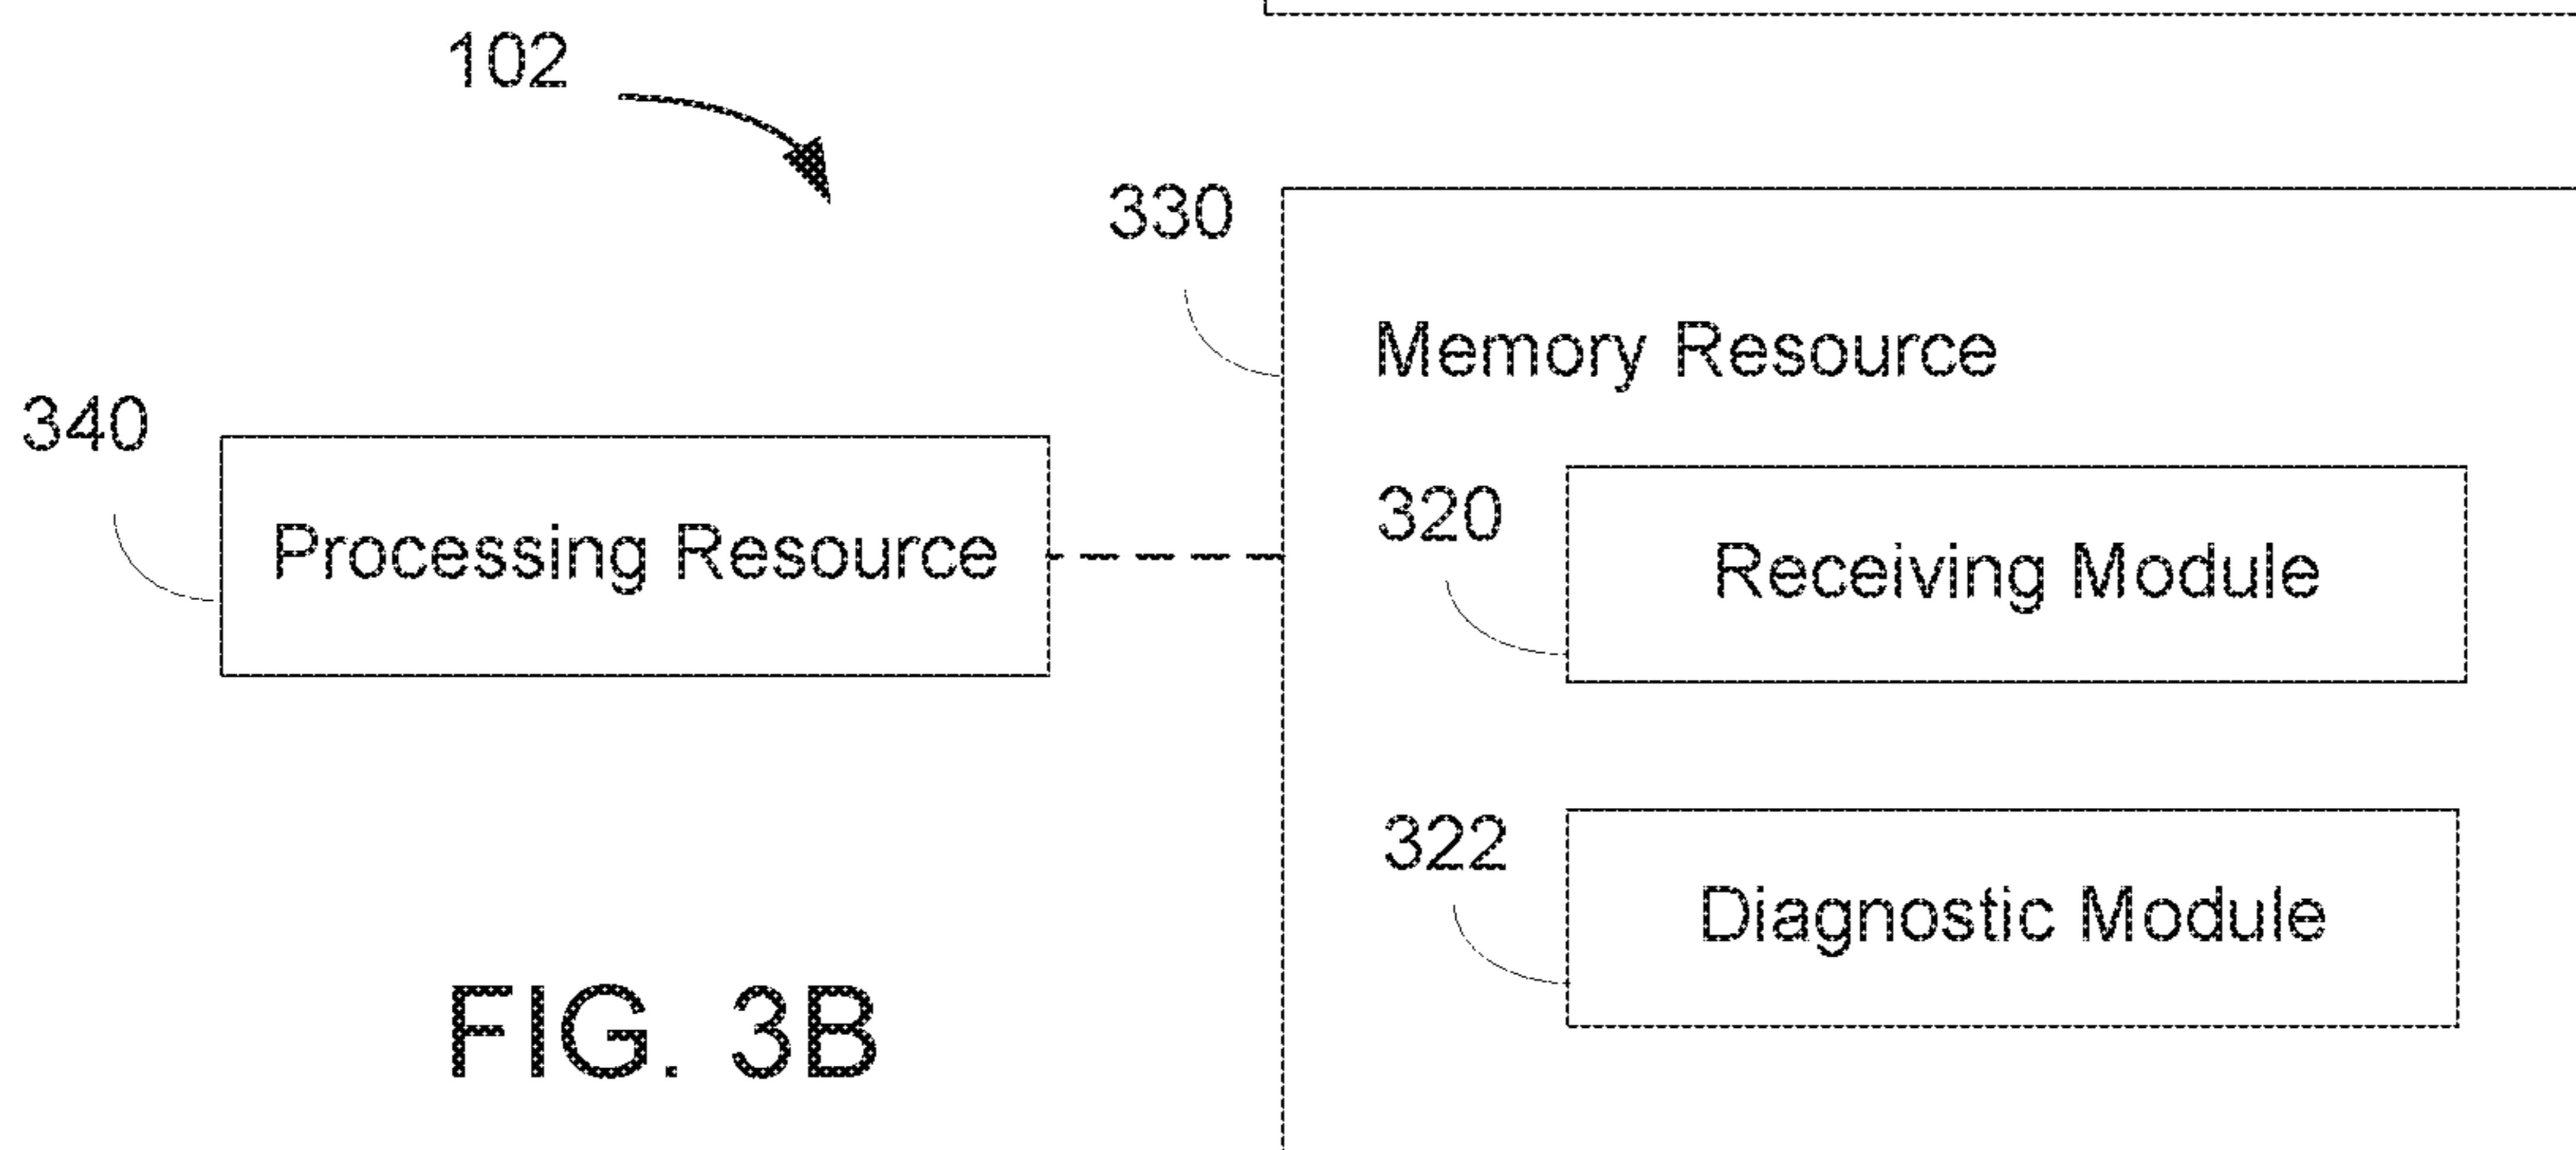 102
330
Memory Resource
340
320
Processing Resource
Receiving Module
322
Diagnostic Module
FIG. 3B